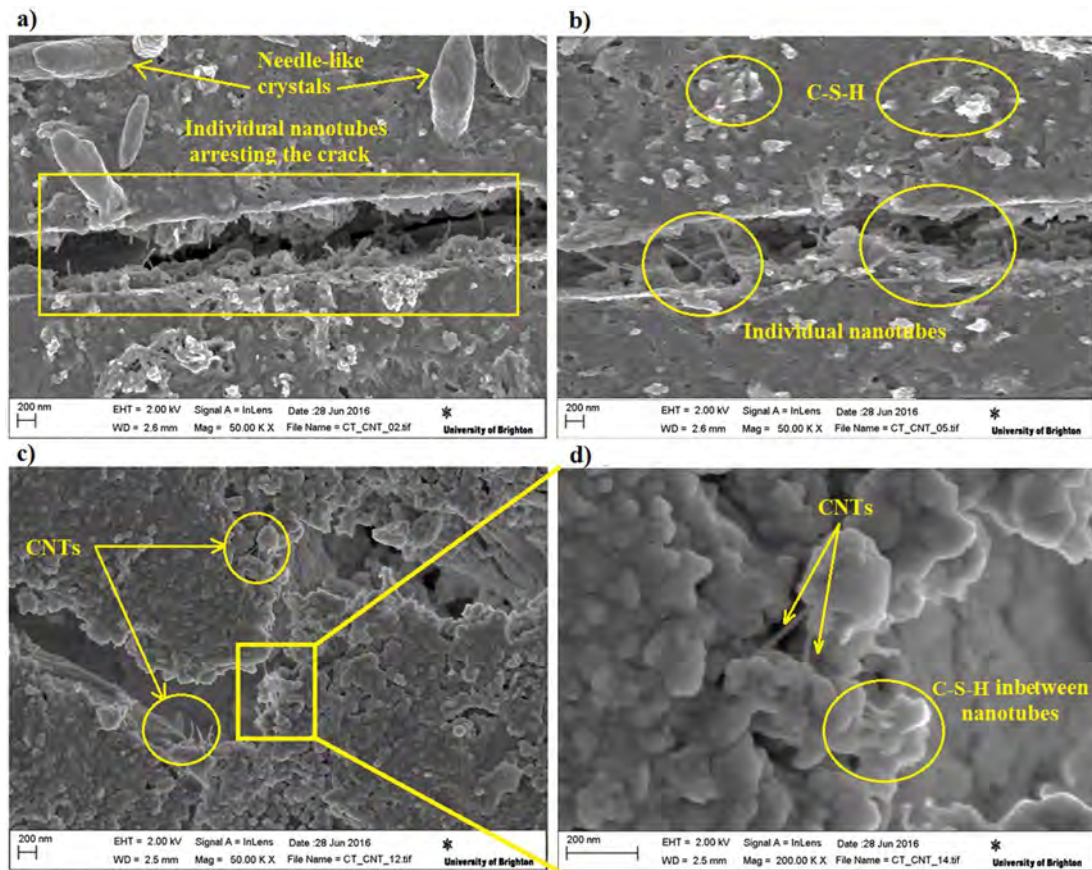 a)
Needle-like
crystals
Individual nanotubes
arresting the crack
200 nm
EHT = 2.00 kV Signal A = InLens Date :28 Jun 2016
WD = 2.6 mm Mag = 50.00 K X File Name = CT_CNT_02.tif
University of Brighton
b)
C-S-H
Individual nanotubes
200 nm
EHT = 2.00 kV Signal A = InLens Date :28 Jun 2016
WD = 2.6 mm Mag = 50.00 K X File Name = CT_CNT_05.tif
University of Brighton
c)
CNTs
200 nm
EHT = 2.00 kV Signal A = InLens Date :28 Jun 2016
WD = 2.5 mm Mag = 50.00 K X File Name = CT_CNT_12.tif
University of Brighton
d)
CNTs
C-S-H inbetween
nanotubes
200 nm
EHT = 2.00 kV Signal A = InLens Date :28 Jun 2016
WD = 2.5 mm Mag = 200.00 K X File Name = CT_CNT_14.tif
University of Brighton